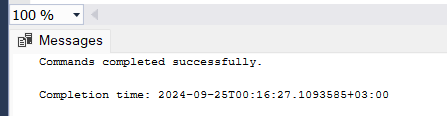 100 %
Messages
Commands completed successfully.
Completion time: 2024-09-25T00:16:27.1093585+03:00